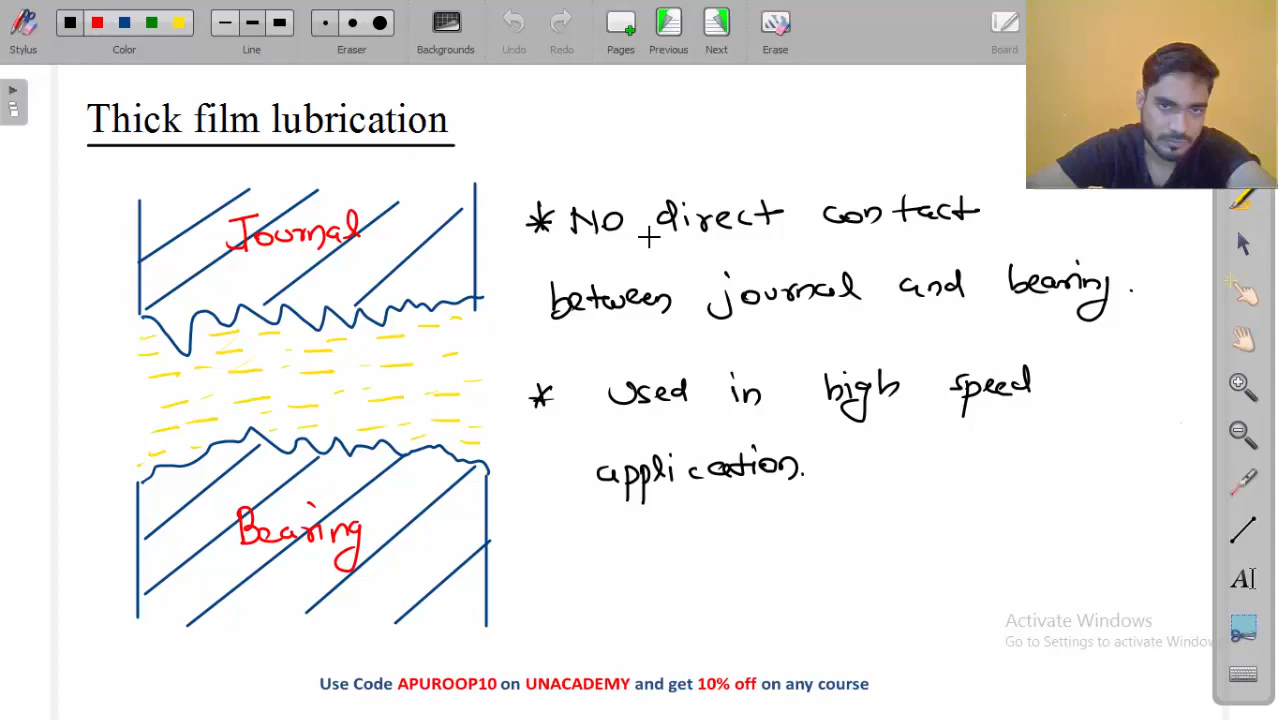 Stylus
Color
Line
Eraser
Backgrounds
Undo
Redo
Pages
Previous
Next
Erase
Board
Thick film lubrication
Journal
* No direct contact
between journal and bearing.
* used in high speed
application.
Bearing
Activate Windows
Go to Settings to activate Window
Use Code APUROOP10 on UNACADEMY and get 10% off on any course